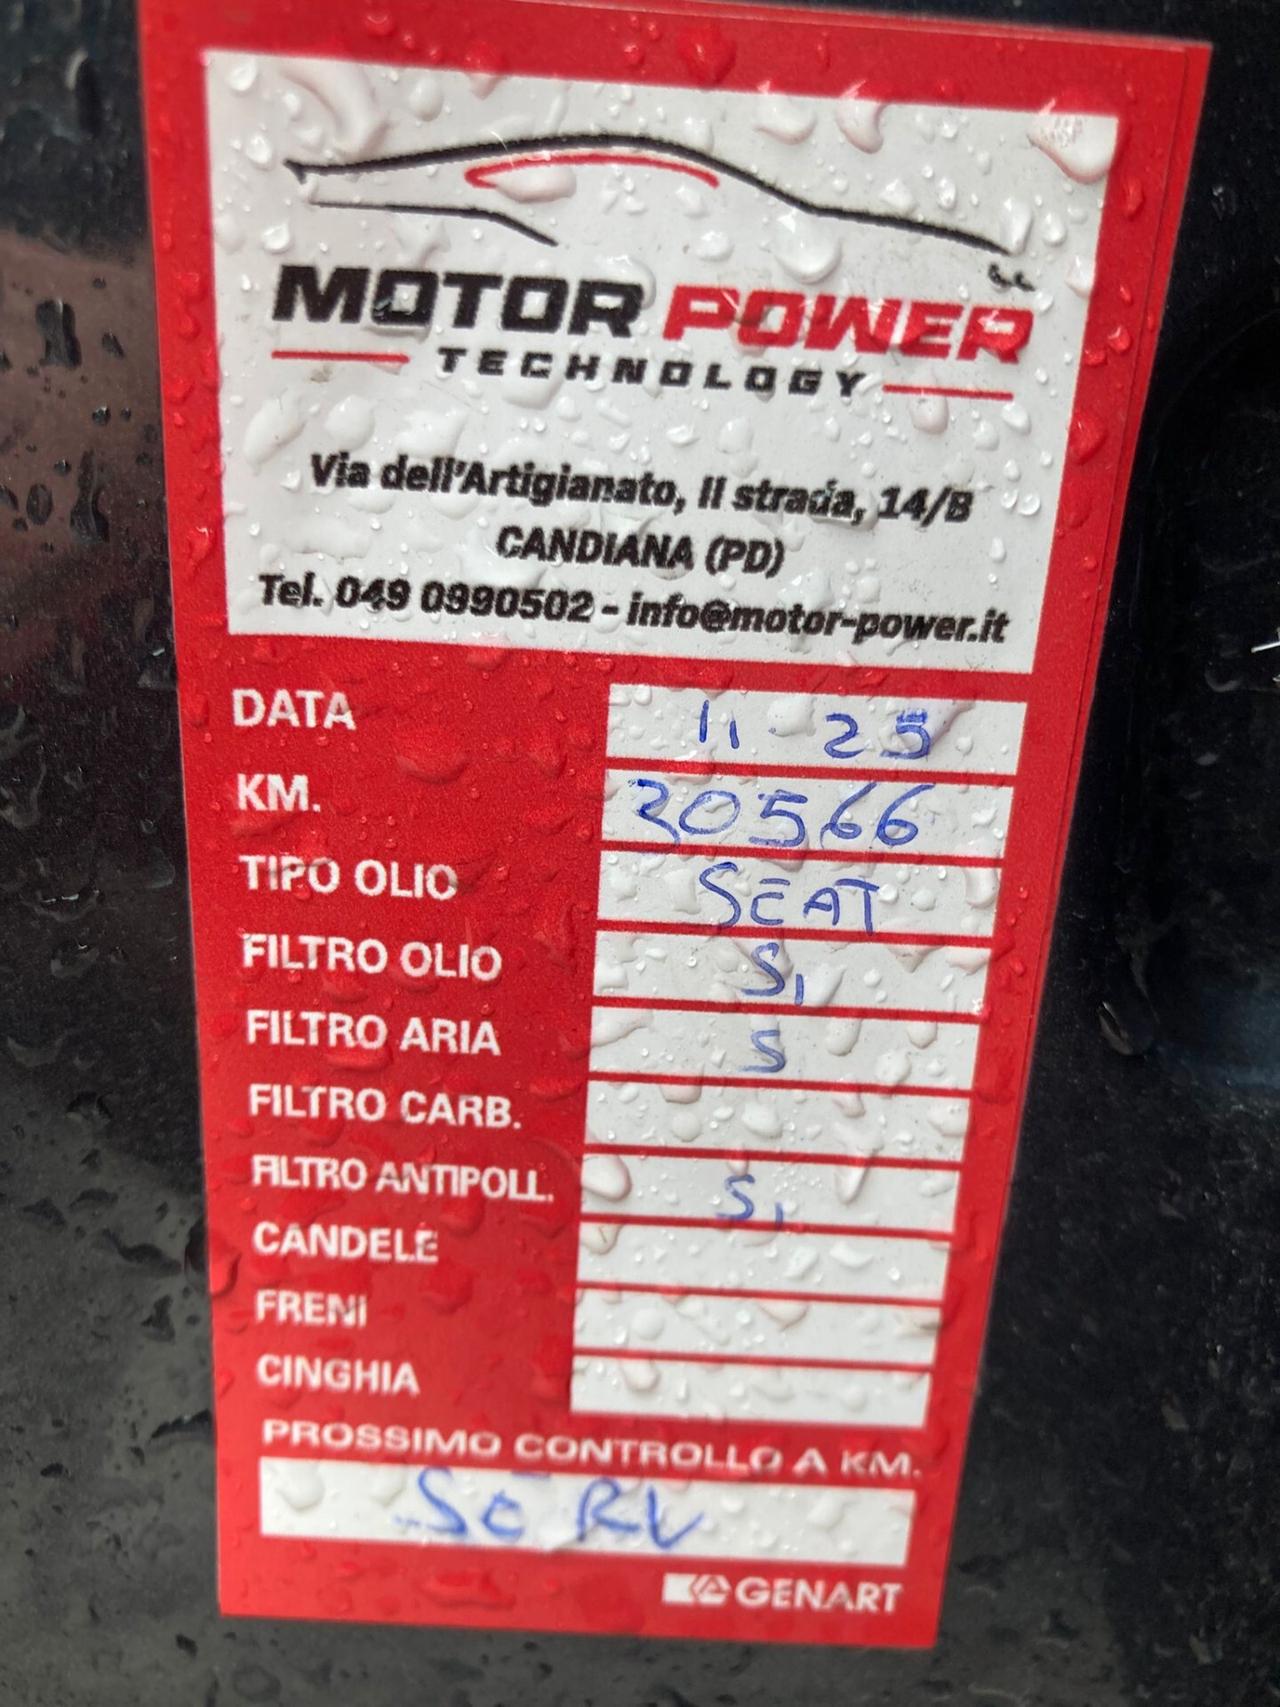 MOTOR POWER
TECHNOLOGY
Via dell'Artigianato, II strada, 14/B
CANDIANA (PD)
Tel. 049 0990502 - info@motor-power.it
DATA 11 25
KM. 30566
TIPO OLIO SEAT
FILTRO OLIO SI
FILTRO ARIA S
FILTRO CARB.
FILTRO ANTIPOLL. SI
CANDELE
FRENI
CINGHIA
PROSSIMO CONTROLLO A KM.
SERV
GENART